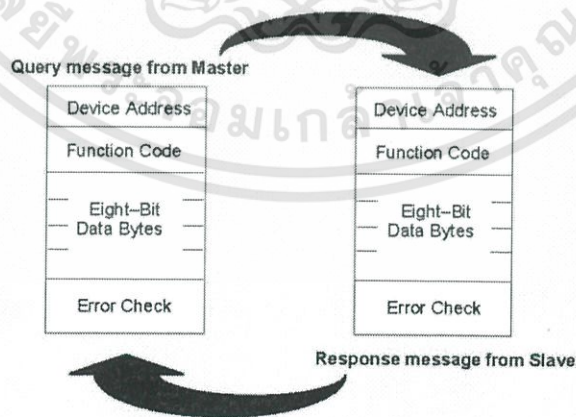 Query message from Master
Device Address
Function Code
Eight-Bit
Data Bytes
Error Check
Device Address
Function Code
Eight-Bit
Data Bytes
Error Check
Response message from Slave